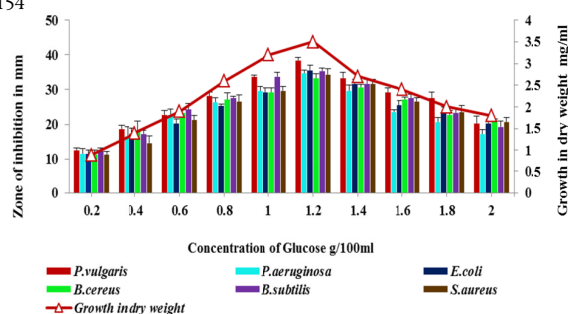 154
50
40
30
20
10
0
Zone of inhibition in mm
4
3.5
3
2.5
2
1.5
1
0.5
0
Growth in dry weight mg/ml
0.2 0.4 0.6 0.8 1 1.2 1.4 1.6 1.8 2
Concentration of Glucose g/100ml
P.vulgaris P.aeruginosa E.coli
B.cereus B.subtilis S.aureus
Growth in dry weight